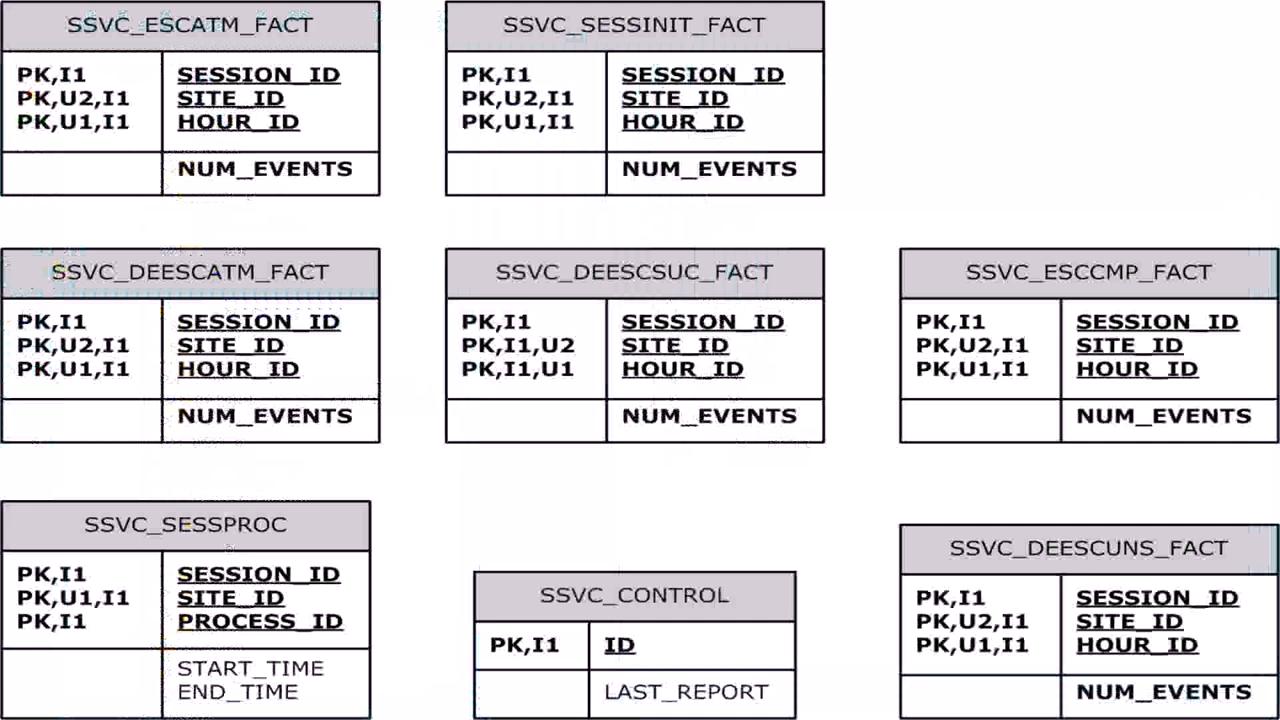 SSVC_ESCATM_FACT
PK,I1 SESSION_ID
PK,U2,I1 SITE_ID
PK,U1,I1 HOUR_ID
NUM_EVENTS
SSVC_SESSINIT_FACT
PK,I1 SESSION_ID
PK,U2,I1 SITE_ID
PK,U1,I1 HOUR_ID
NUM_EVENTS
SSVC_DEESCATM_FACT
PK,I1 SESSION_ID
PK,U2,I1 SITE_ID
PK,U1,I1 HOUR_ID
NUM_EVENTS
SSVC_DEESCSUC_FACT
PK,I1 SESSION_ID
PK,I1,U2 SITE_ID
PK,I1,U1 HOUR_ID
NUM_EVENTS
SSVC_ESCCMP_FACT
PK,I1 SESSION_ID
PK,U2,I1 SITE_ID
PK,U1,I1 HOUR_ID
NUM_EVENTS
SSVC_SESSPROC
PK,I1 SESSION_ID
PK,U1,I1 SITE_ID
PK,I1 PROCESS_ID
START_TIME
END_TIME
SSVC_CONTROL
PK,I1 ID
LAST_REPORT
SSVC_DEESCUNS_FACT
PK,I1 SESSION_ID
PK,U2,I1 SITE_ID
PK,U1,I1 HOUR_ID
NUM_EVENTS